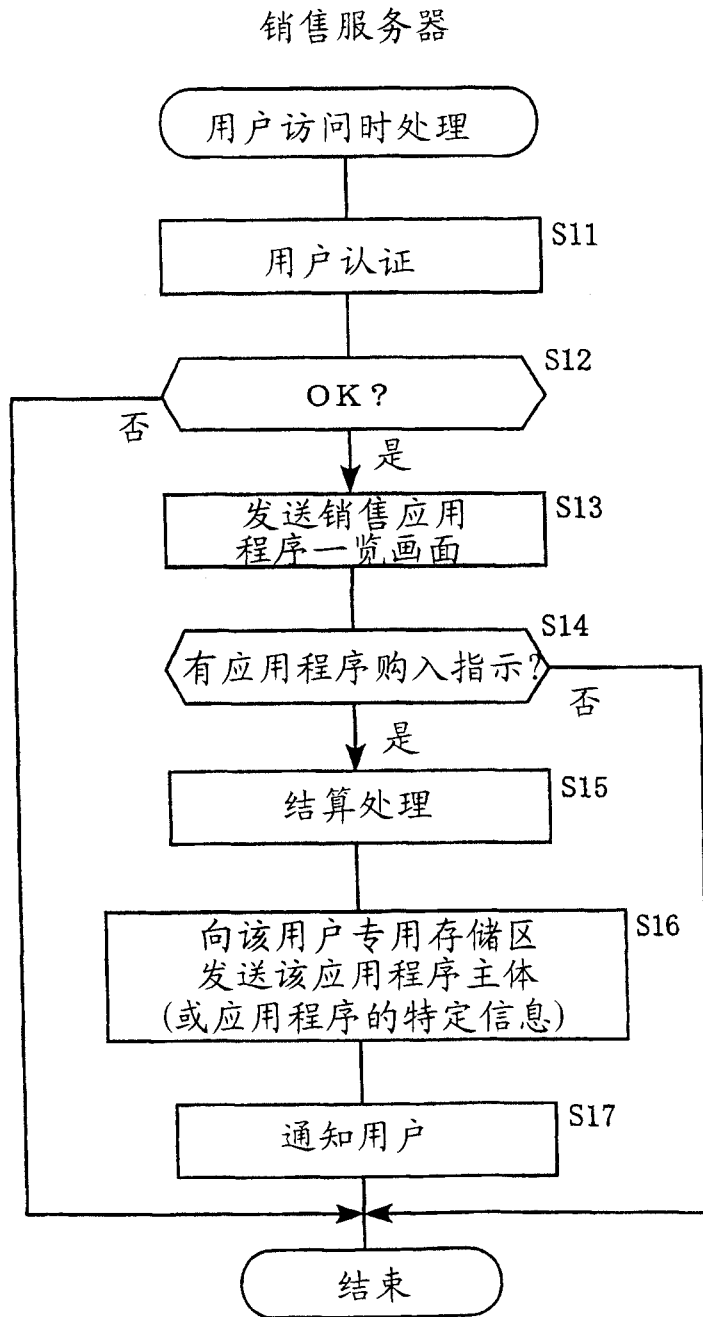 销售服务器
用户访问时处理
用户认证
S11
OK?
S12
否
是
发送销售应用
程序一览画面
S13
有应用程序购入指示?
S14
否
是
结算处理
S15
向该用户专用存储区
发送该应用程序主体
(或应用程序的特定信息)
S16
通知用户
S17
结束